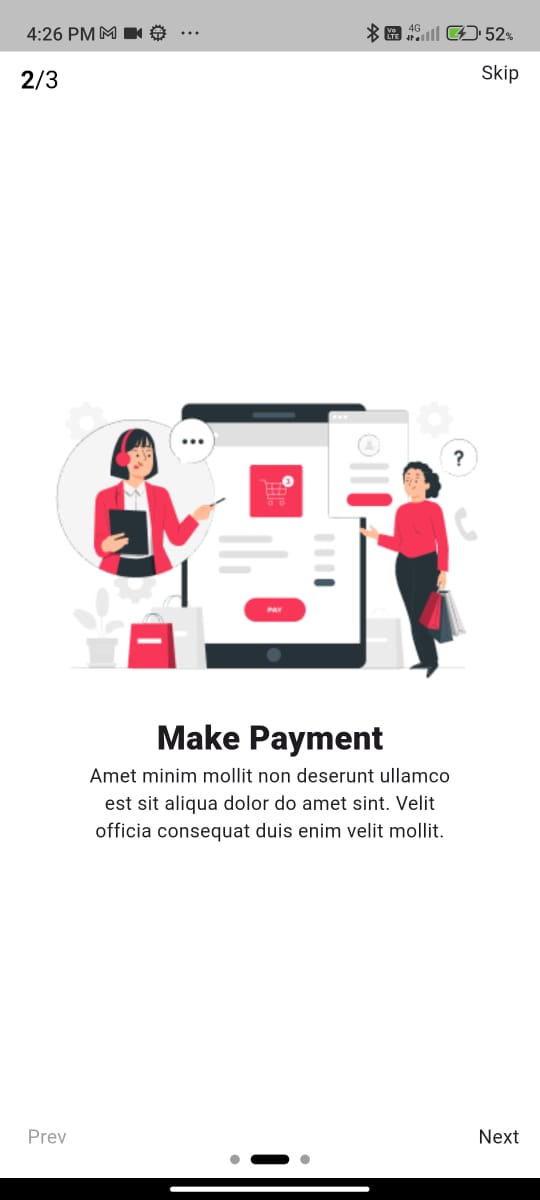 4:26 PM
4G
52%
2/3
Skip
?
1
PAY
Make Payment
Amet minim mollit non deserunt ullamco
est sit aliqua dolor do amet sint. Velit
officia consequat duis enim velit mollit.
Prev
Next